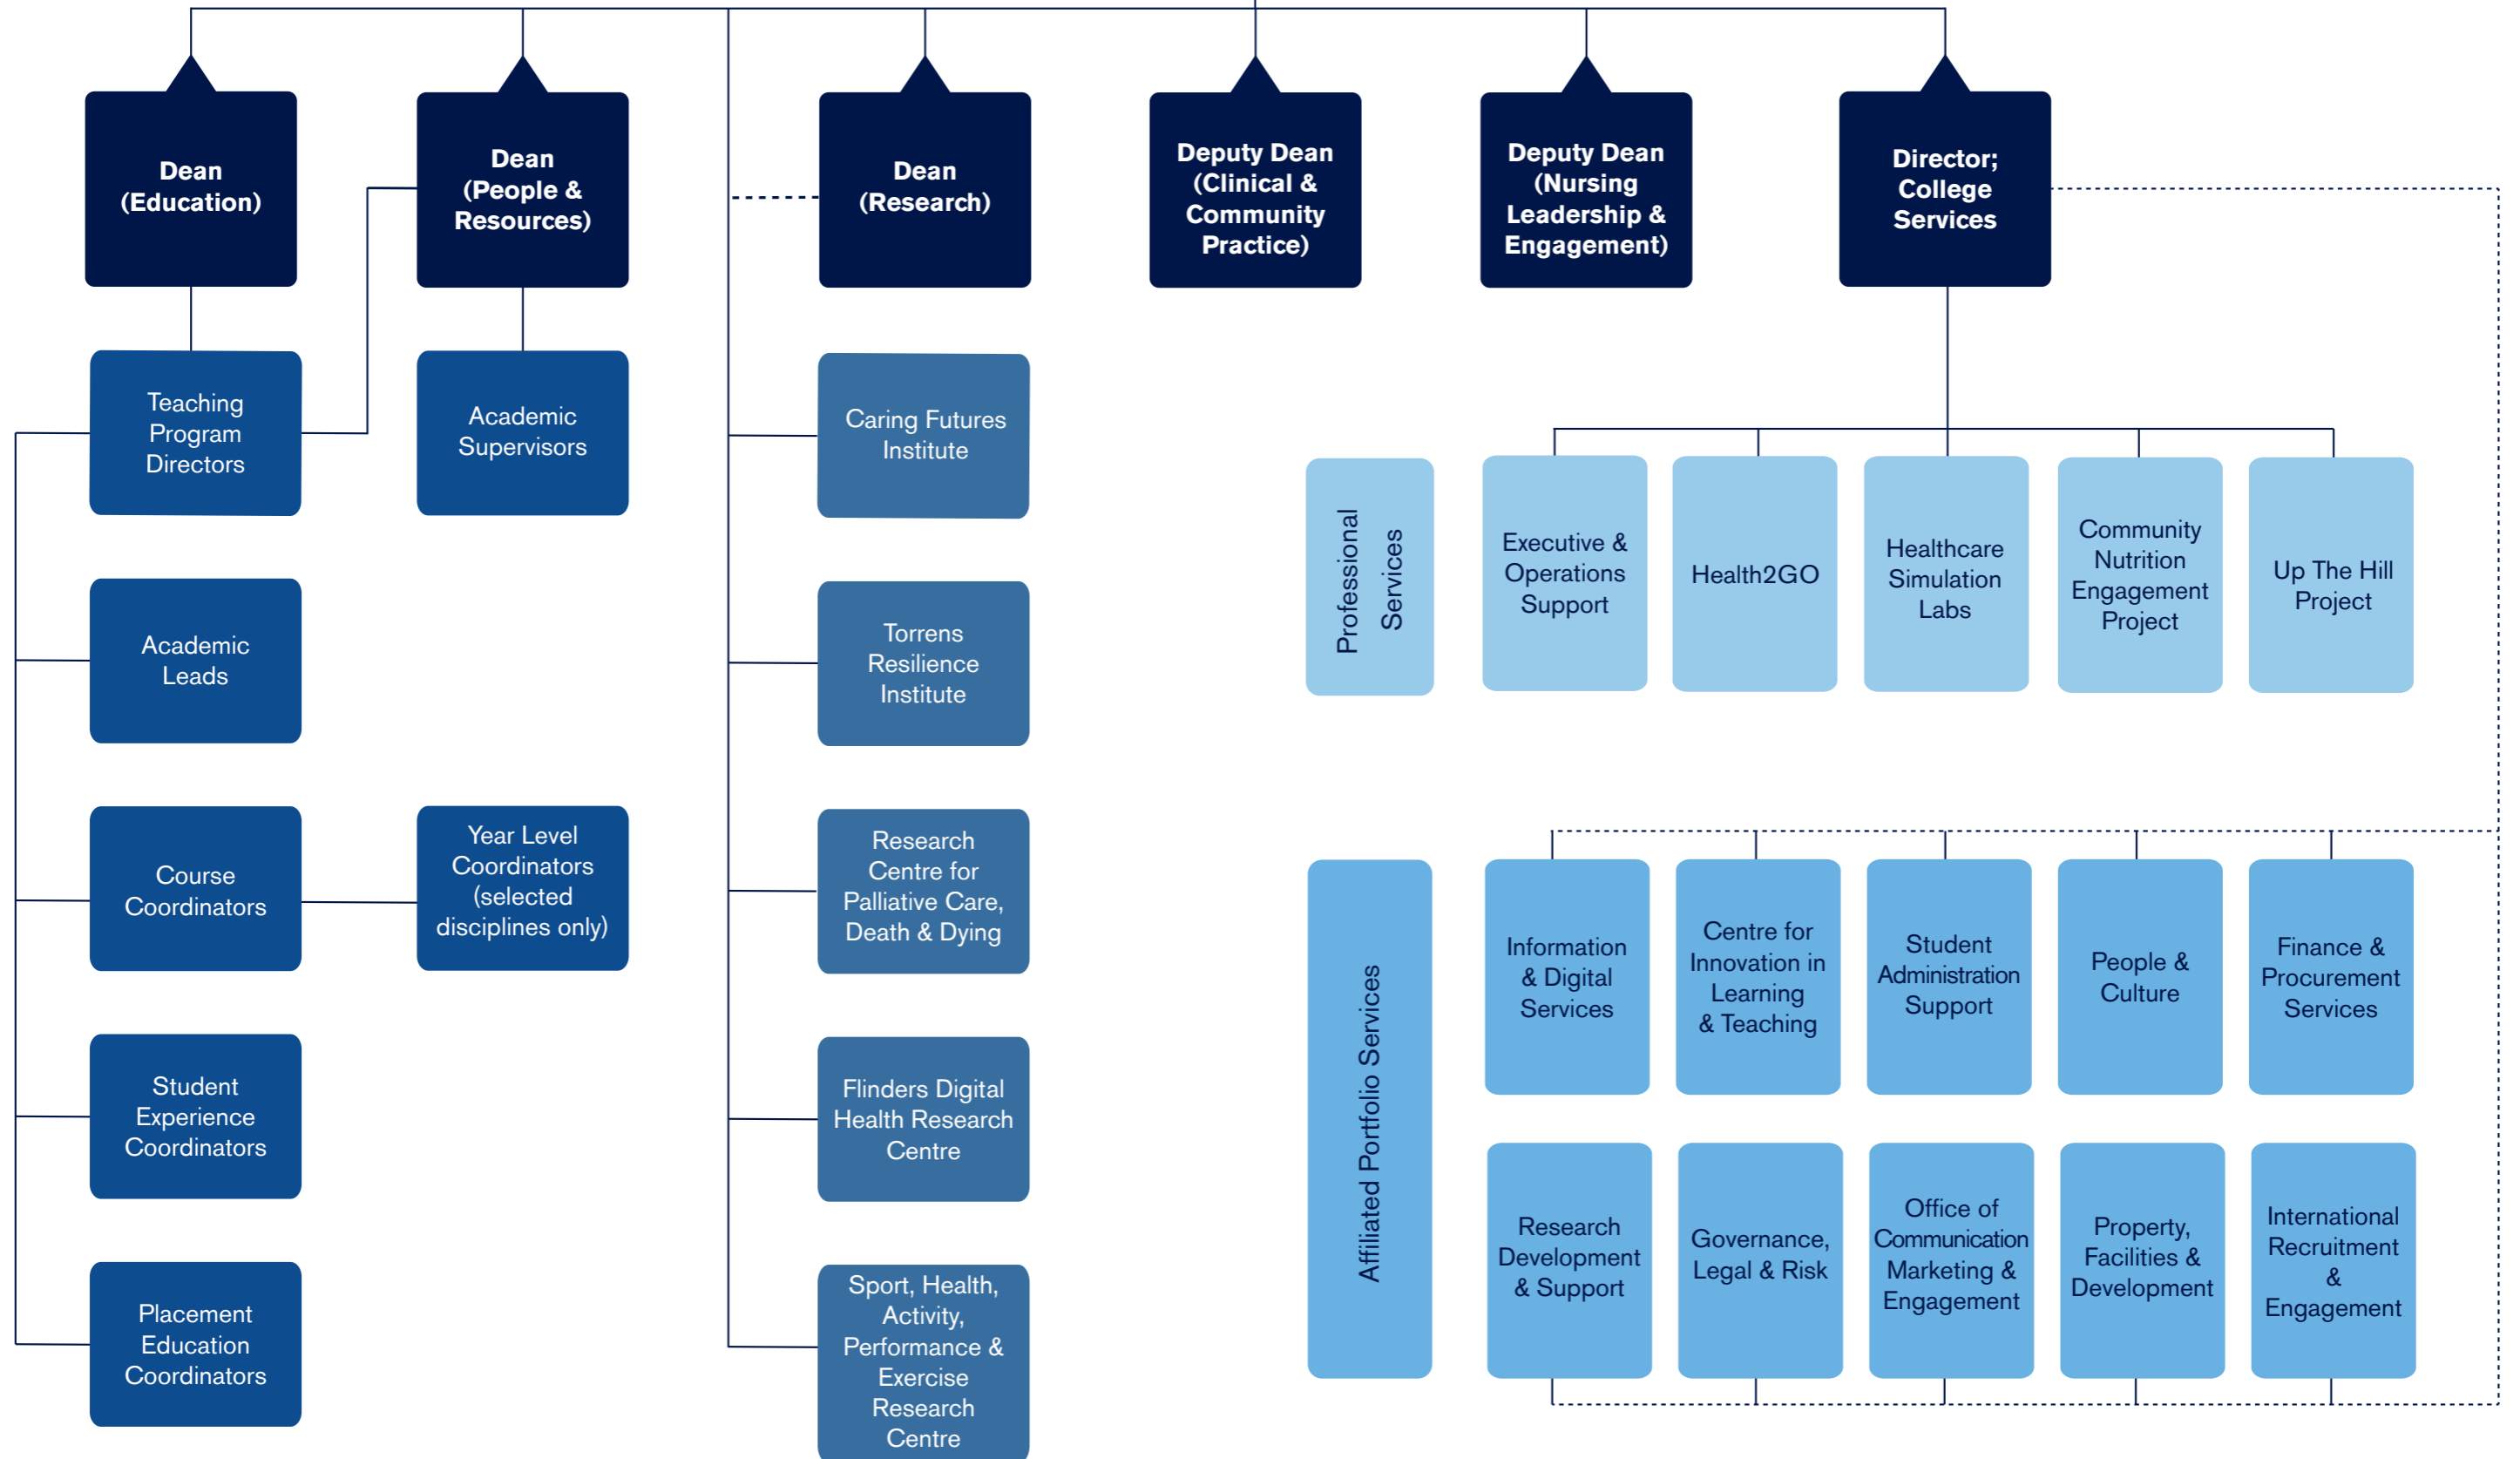 Dean
(Education)
Dean
(People &
Resources)
Dean
(Research)
Deputy Dean
(Clinical &
Community
Practice)
Deputy Dean
(Nursing
Leadership &
Engagement)
Director;
College
Services
Teaching
Program
Directors
Academic
Supervisors
Caring Futures
Institute
Professional
Services
Executive &
Operations
Support
Health2GO
Healthcare
Simulation
Labs
Community
Nutrition
Engagement
Project
Up The Hill
Project
Academic
Leads
Torrens
Resilience
Institute
Course
Coordinators
Year Level
Coordinators
(selected
disciplines only)
Research
Centre for
Palliative Care,
Death & Dying
Affiliated Portfolio Services
Information
& Digital
Services
Centre for
Innovation in
Learning
& Teaching
Student
Administration
Support
People &
Culture
Finance &
Procurement
Services
Student
Experience
Coordinators
Flinders Digital
Health Research
Centre
Research
Development
& Support
Governance,
Legal & Risk
Office of
Communication
Marketing &
Engagement
Property,
Facilities &
Development
International
Recruitment
&
Engagement
Placement
Education
Coordinators
Sport, Health,
Activity,
Performance &
Exercise
Research
Centre